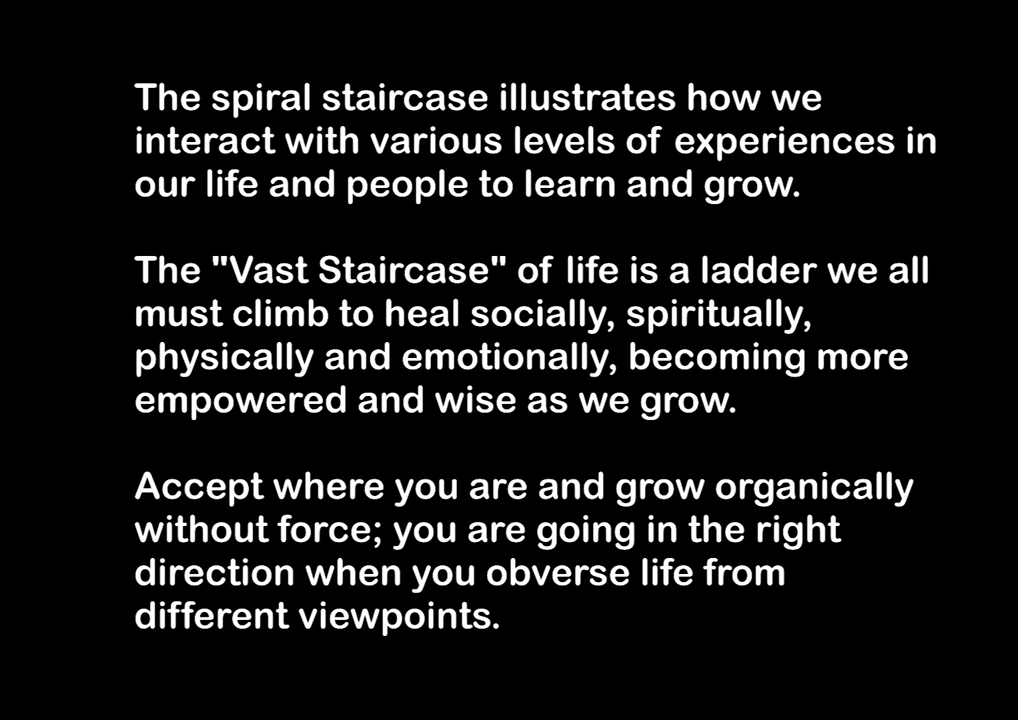 The spiral staircase illustrates how we
interact with various levels of experiences in
our life and people to learn and grow.
The "Vast Staircase" of life is a ladder we all
must climb to heal socially, spiritually,
physically and emotionally, becoming more
empowered and wise as we grow.
Accept where you are and grow organically
without force; you are going in the right
direction when you obverse life from
different viewpoints.